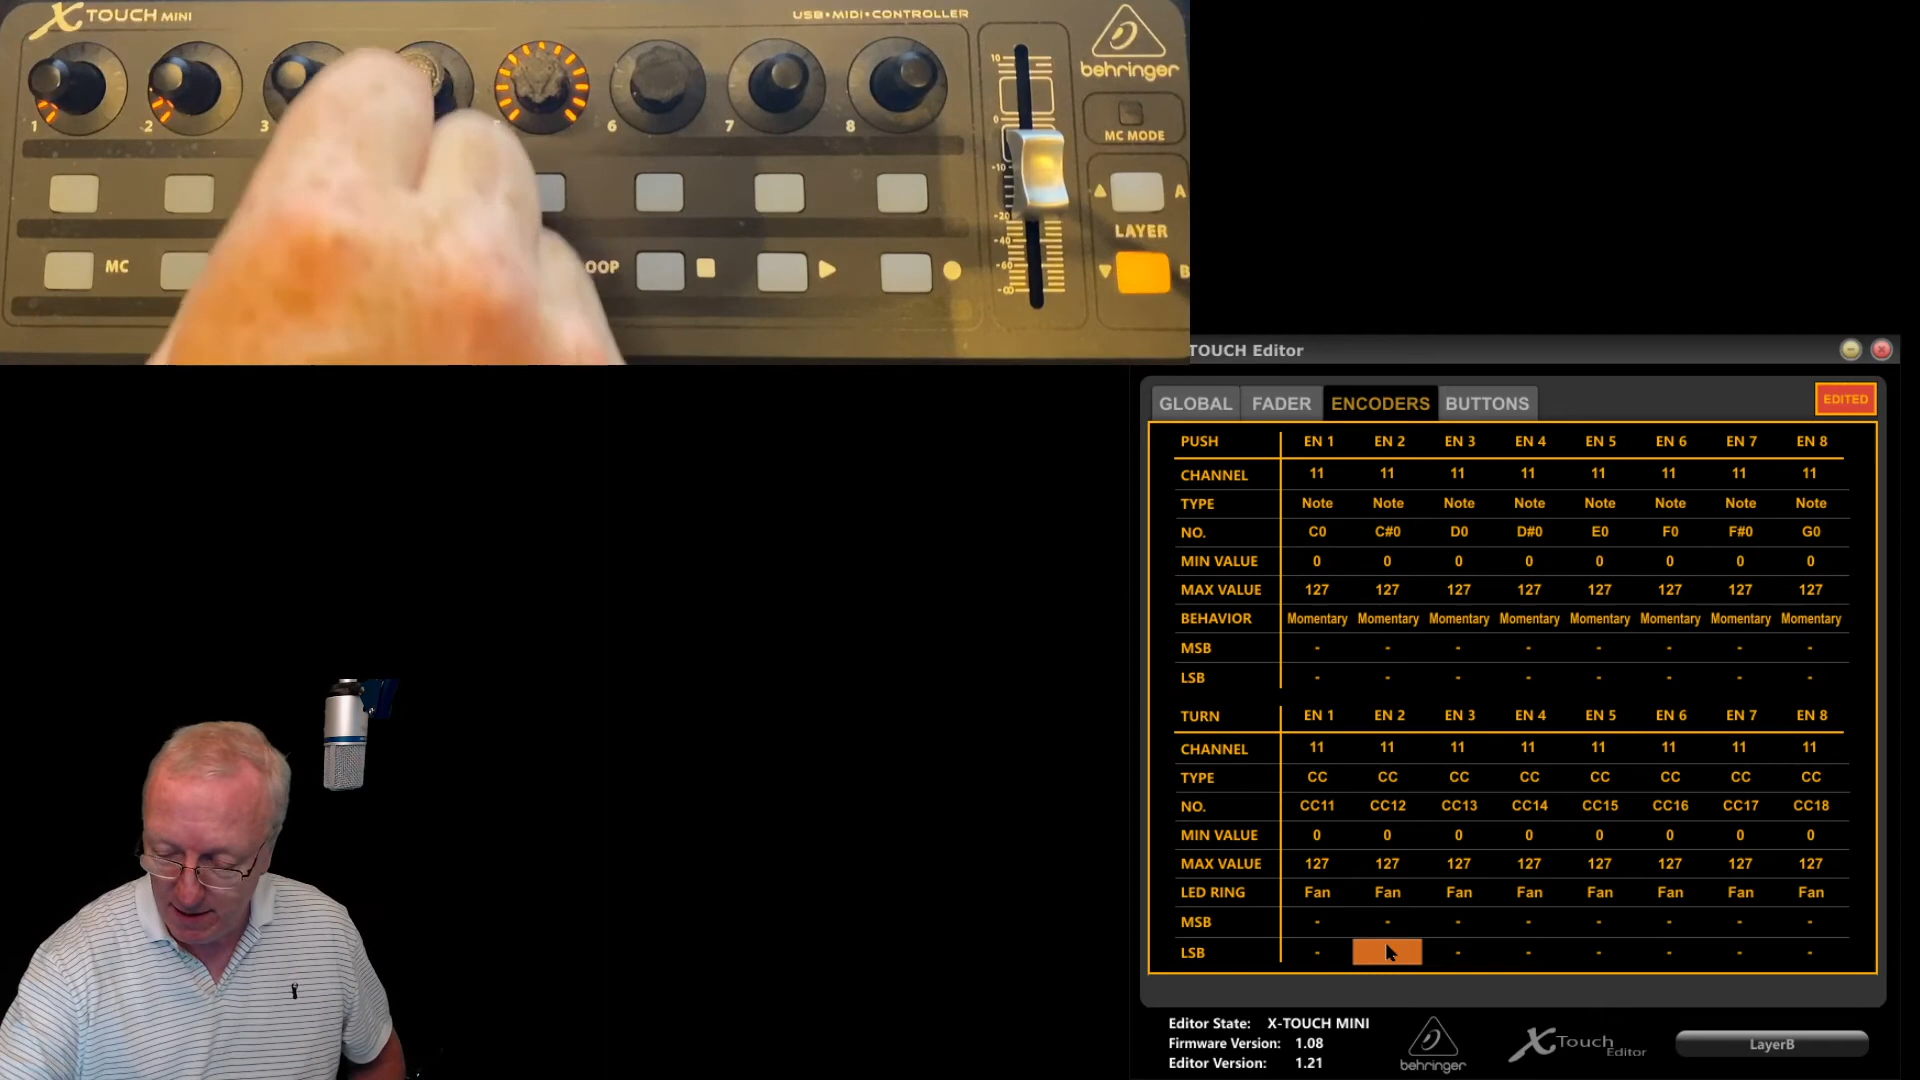 X TOUCH MINI
USB•MIDI•CONTROLLER
behringer
10
0
-10
-20
-40
-60
-∞
MC MODE
1 2 3 6 7 8
A
LAYER
B
MC
OOP
TOUCH Editor
GLOBAL FADER ENCODERS BUTTONS
EDITED
PUSH EN 1 EN 2 EN 3 EN 4 EN 5 EN 6 EN 7 EN 8
CHANNEL 11 11 11 11 11 11 11 11
TYPE Note Note Note Note Note Note Note Note
NO. C0 C#0 D0 D#0 E0 F0 F#0 G0
MIN VALUE 0 0 0 0 0 0 0 0
MAX VALUE 127 127 127 127 127 127 127 127
BEHAVIOR Momentary Momentary Momentary Momentary Momentary Momentary Momentary Momentary
MSB - - - - - - - -
LSB - - - - - - - -
TURN EN 1 EN 2 EN 3 EN 4 EN 5 EN 6 EN 7 EN 8
CHANNEL 11 11 11 11 11 11 11 11
TYPE CC CC CC CC CC CC CC CC
NO. CC11 CC12 CC13 CC14 CC15 CC16 CC17 CC18
MIN VALUE 0 0 0 0 0 0 0 0
MAX VALUE 127 127 127 127 127 127 127 127
LED RING Fan Fan Fan Fan Fan Fan Fan Fan
MSB - - - - - - - -
LSB - - - - - - -
Editor State: X-TOUCH MINI
Firmware Version: 1.08
Editor Version: 1.21
behringer
X Touch Editor
LayerB